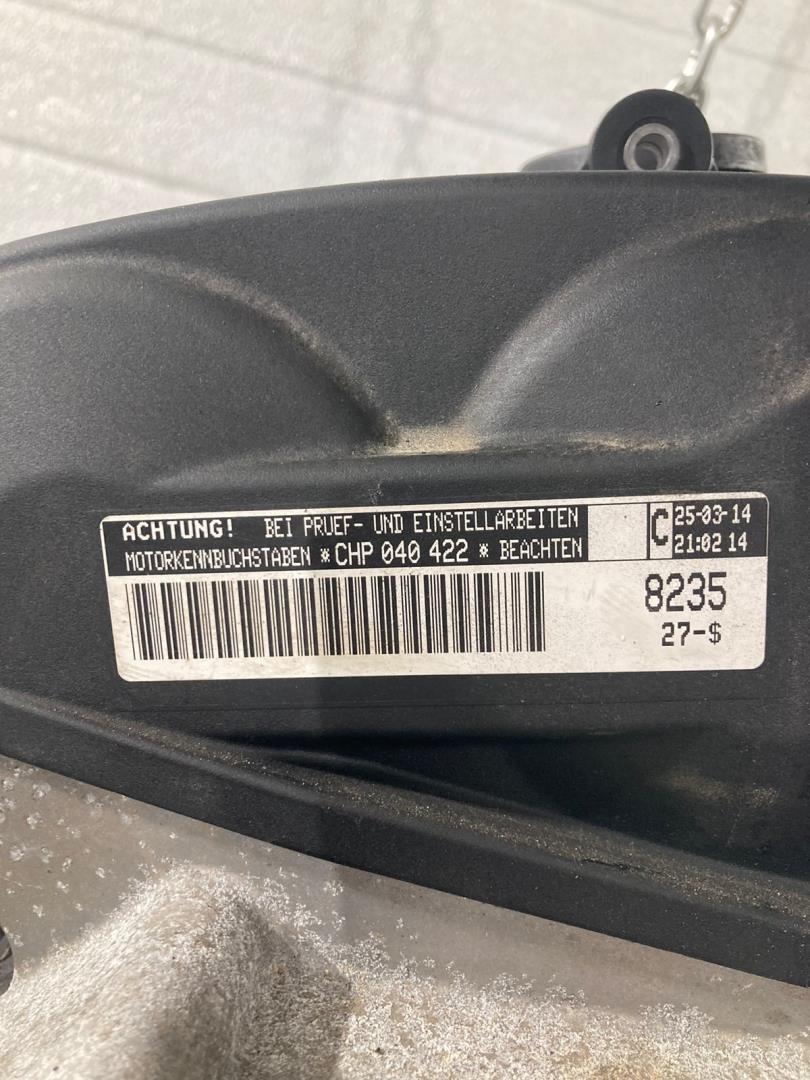 ACHTUNG! BEI PRUEF- UND EINSTELLARBEITEN
MOTORKENNBUCHSTABEN *CHP 040 422 * BEACHTEN
C
25-03-14
21:02 14
8235
27-$